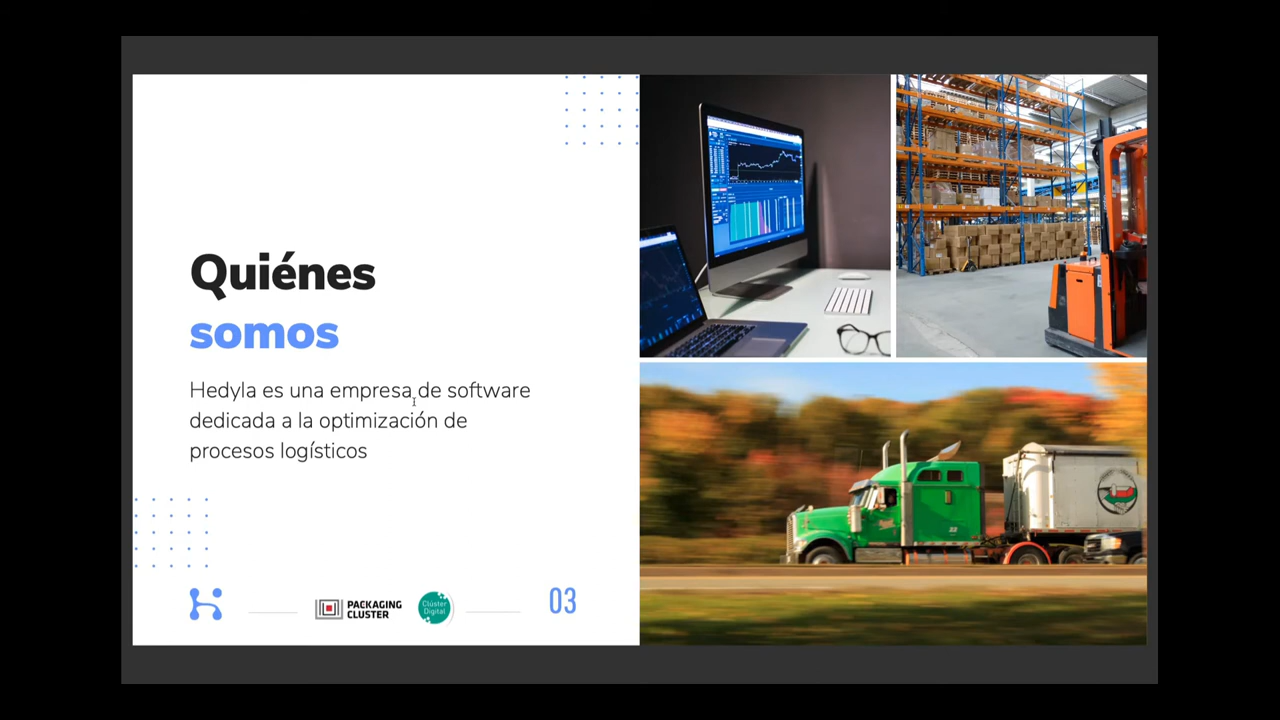 Quiénes
somos
Hedyla es una empresa de software
dedicada a la optimización de
procesos logísticos
PACKAGING
CLUSTER
Clúster
Digital
03